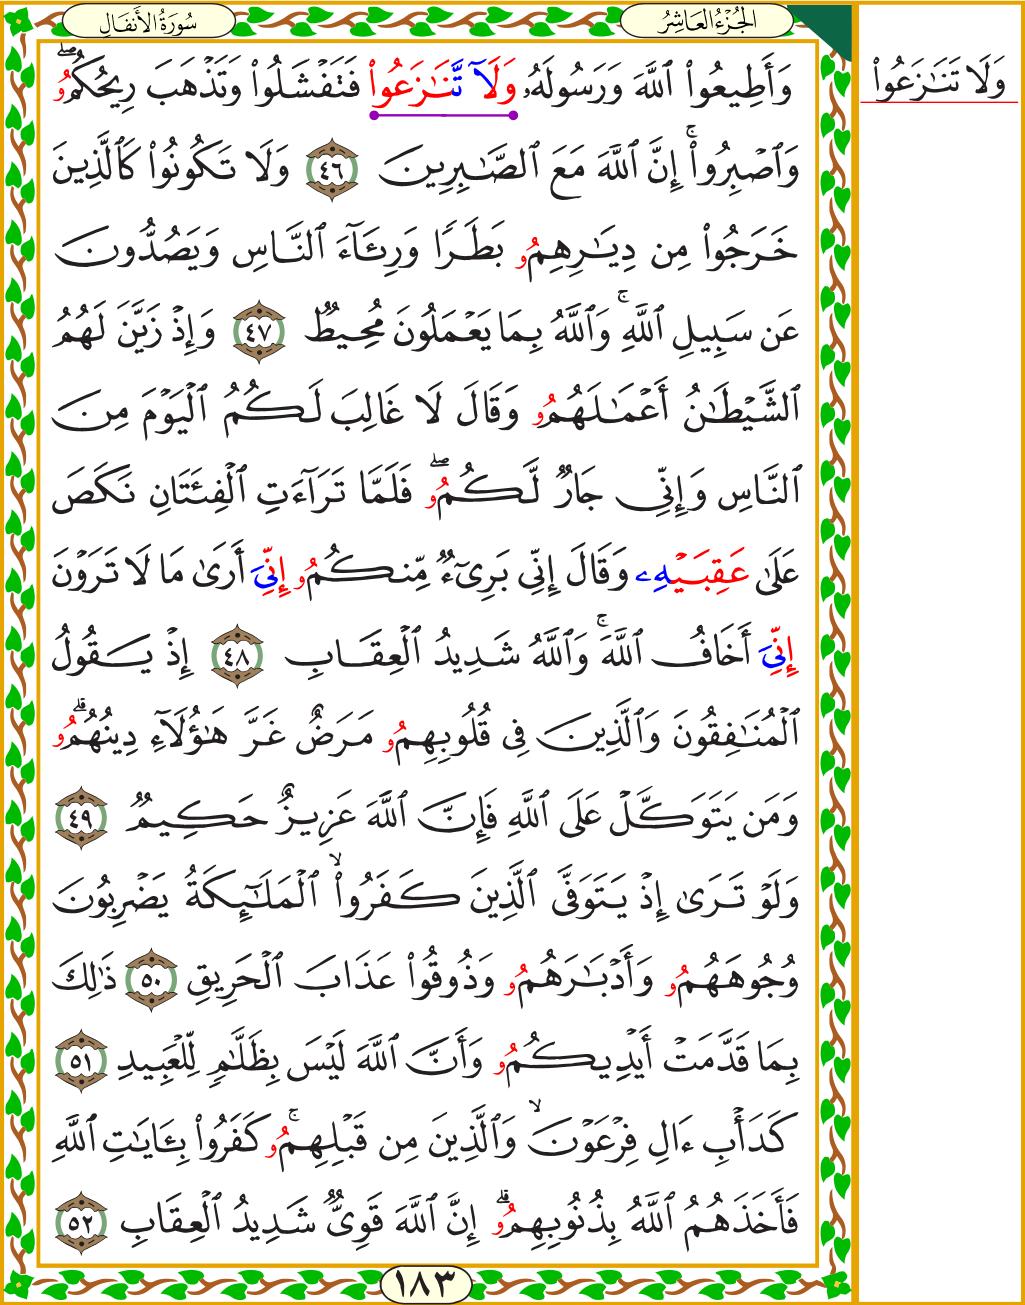 الجُزْءُ العَاشِرُ
سُورَةُ الأَنفَال
وَلَا تَنَـٰزَعُوا۟
وَأَطِيعُوا۟ ٱللَّهَ وَرَسُولَهُۥ وَلَآ تَّنَـٰزَعُوا۟ فَتَفْشَلُوا۟ وَتَذْهَبَ رِيحُكُمُۥۖ
وَٱصْبِرُوٓا۟ۚ إِنَّ ٱللَّهَ مَعَ ٱلصَّـٰبِرِينَ ٤٦ وَلَا تَكُونُوا۟ كَٱلَّذِينَ
خَرَجُوا۟ مِن دِيَـٰرِهِمُۥ بَطَرًا وَرِئَآءَ ٱلنَّاسِ وَيَصُدُّونَ
عَن سَبِيلِ ٱللَّهِۚ وَٱللَّهُ بِمَا يَعْمَلُونَ مُحِيطٌ ٤٧ وَإِذْ زَيَّنَ لَهُمُ
ٱلشَّيْطَـٰنُ أَعْمَـٰلَهُمُۥ وَقَالَ لَا غَالِبَ لَكُمُ ٱلْيَوْمَ مِنَ
ٱلنَّاسِ وَإِنِّى جَارٌ لَّكُمُۥۖ فَلَمَّا تَرَآءَتِ ٱلْفِئَتَانِ نَكَصَ
عَلَىٰ عَقِبَيْهِۦ وَقَالَ إِنِّى بَرِىٓءٌ مِّنكُمُۥ إِنِّىَ أَرَىٰ مَا لَا تَرَوْنَ
إِنِّىَ أَخَافُ ٱللَّهَۚ وَٱللَّهُ شَدِيدُ ٱلْعِقَابِ ٤٨ إِذْ يَقُولُ
ٱلْمُنَـٰفِقُونَ وَٱلَّذِينَ فِى قُلُوبِهِمُۥ مَرَضٌ غَرَّ هَـٰٓؤُلَآءِ دِينُهُمُۥۗ
وَمَن يَتَوَكَّلْ عَلَى ٱللَّهِ فَإِنَّ ٱللَّهَ عَزِيزٌ حَكِيمٌ ٤٩
وَلَوْ تَرَىٰٓ إِذْ يَتَوَفَّى ٱلَّذِينَ كَفَرُوا۟ۙ ٱلْمَلَـٰٓئِكَةُ يَضْرِبُونَ
وُجُوهَهُمُۥ وَأَدْبَـٰرَهُمُۥ وَذُوقُوا۟ عَذَابَ ٱلْحَرِيقِ ٥٠ ذَٰلِكَ
بِمَا قَدَّمَتْ أَيْدِيكُمُۥ وَأَنَّ ٱللَّهَ لَيْسَ بِظَلَّـٰمٍ لِّلْعَبِيدِ ٥١
كَدَأْبِ ءَالِ فِرْعَوْنَۙ وَٱلَّذِينَ مِن قَبْلِهِمُۥۚ كَفَرُوا۟ بِـَٔايَـٰتِ ٱللَّهِ
فَأَخَذَهُمُ ٱللَّهُ بِذُنُوبِهِمُۥۗ إِنَّ ٱللَّهَ قَوِىٌّ شَدِيدُ ٱلْعِقَابِ ٥٢
١٨٣